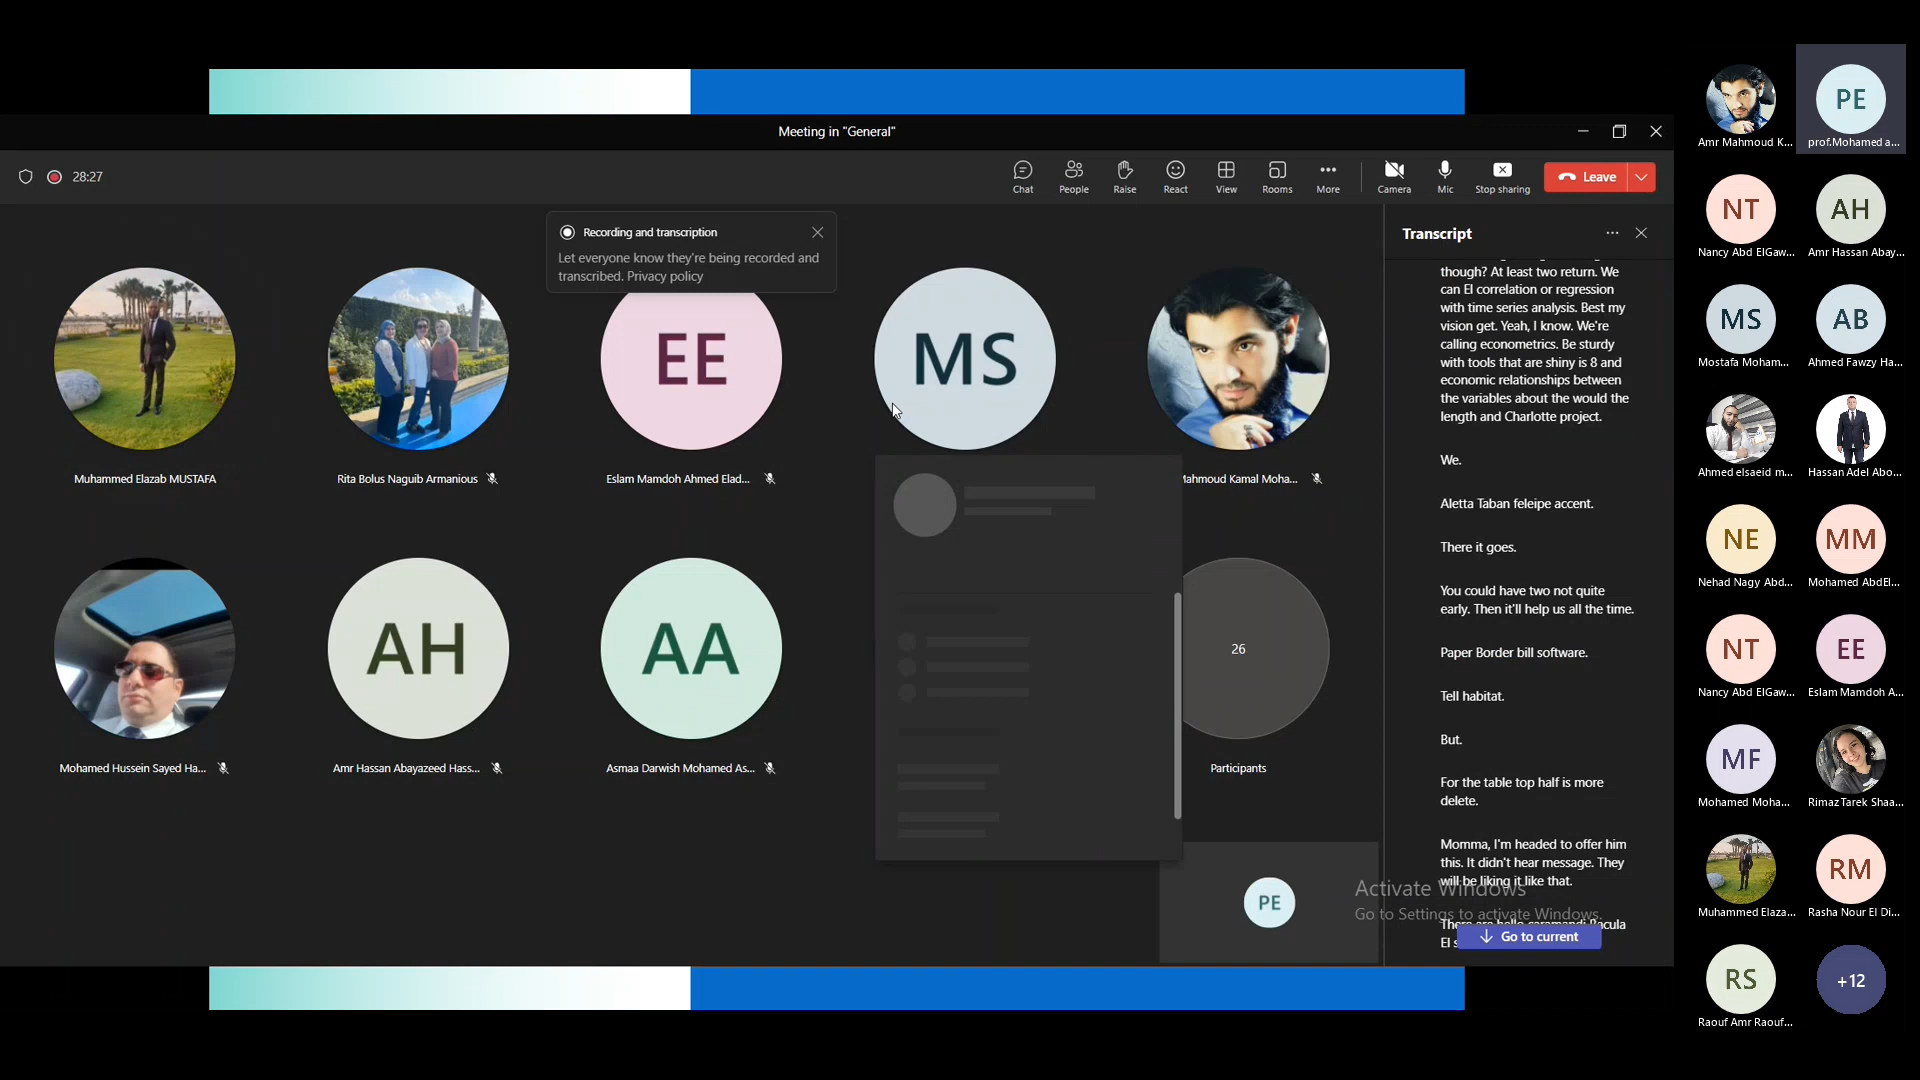 Meeting in "General"
28:27
Chat
People
Raise
React
View
Rooms
More
Camera
Mic
Stop sharing
Leave
Recording and transcription
Let everyone know they're being recorded and
transcribed. Privacy policy
Muhammed Elazab MUSTAFA
Rita Bolus Naguib Armanious
EE
Eslam Mamdoh Ahmed Elad...
MS
Mahmoud Kamal Moha...
Mohamed Hussein Sayed Ha...
AH
Amr Hassan Abayazeed Hass...
AA
Asmaa Darwish Mohamed As...
26
Participants
PE
Transcript
though? At least two return. We
can El correlation or regression
with time series analysis. Best my
vision get. Yeah, I know. We're
calling econometrics. Be sturdy
with tools that are shiny is 8 and
economic relationships between
the variables about the would the
length and Charlotte project.
We.
Aletta Taban feleipe accent.
There it goes.
You could have two not quite
early. Then it'll help us all the time.
Paper Border bill software.
Tell habitat.
But.
For the table top half is more
delete.
Momma, I'm headed to offer him
this. It didn't hear message. They
will be liking it like that.
Go to current
Activate Windows
Go to Settings to activate Windows.
Amr Mahmoud K...
PE
prof.Mohamed a...
NT
Nancy Abd ElGaw...
AH
Amr Hassan Abay...
MS
Mostafa Moham...
AB
Ahmed Fawzy Ha...
Ahmed elsaeid m...
Hassan Adel Abo...
NE
Nehad Nagy Abd...
MM
Mohamed AbdEl...
NT
Nancy Abd ElGaw...
EE
Eslam Mamdoh A...
MF
Mohamed Moha...
Rimaz Tarek Shaa...
Muhammed Elaza...
RM
Rasha Nour El Di...
RS
Raouf Amr Raouf...
+12